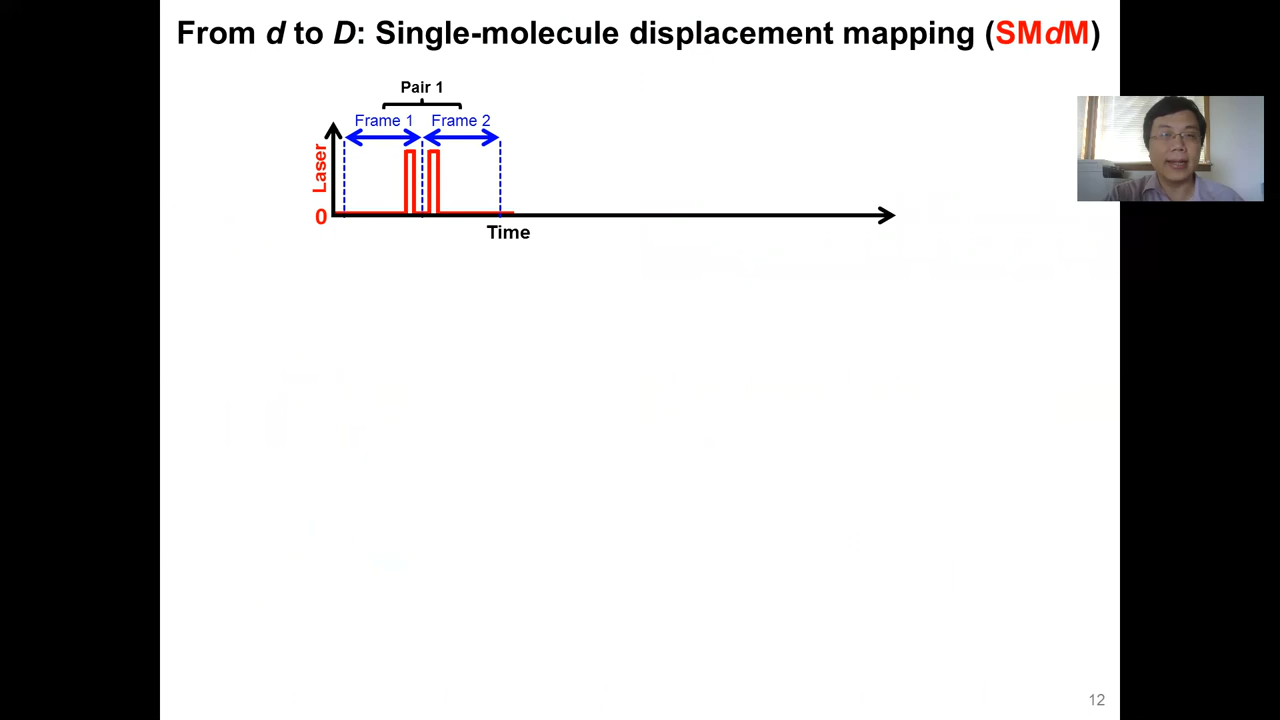 From d to D: Single-molecule displacement mapping (SMdM)
Pair 1
Frame 1 Frame 2
Laser
0
Time
12